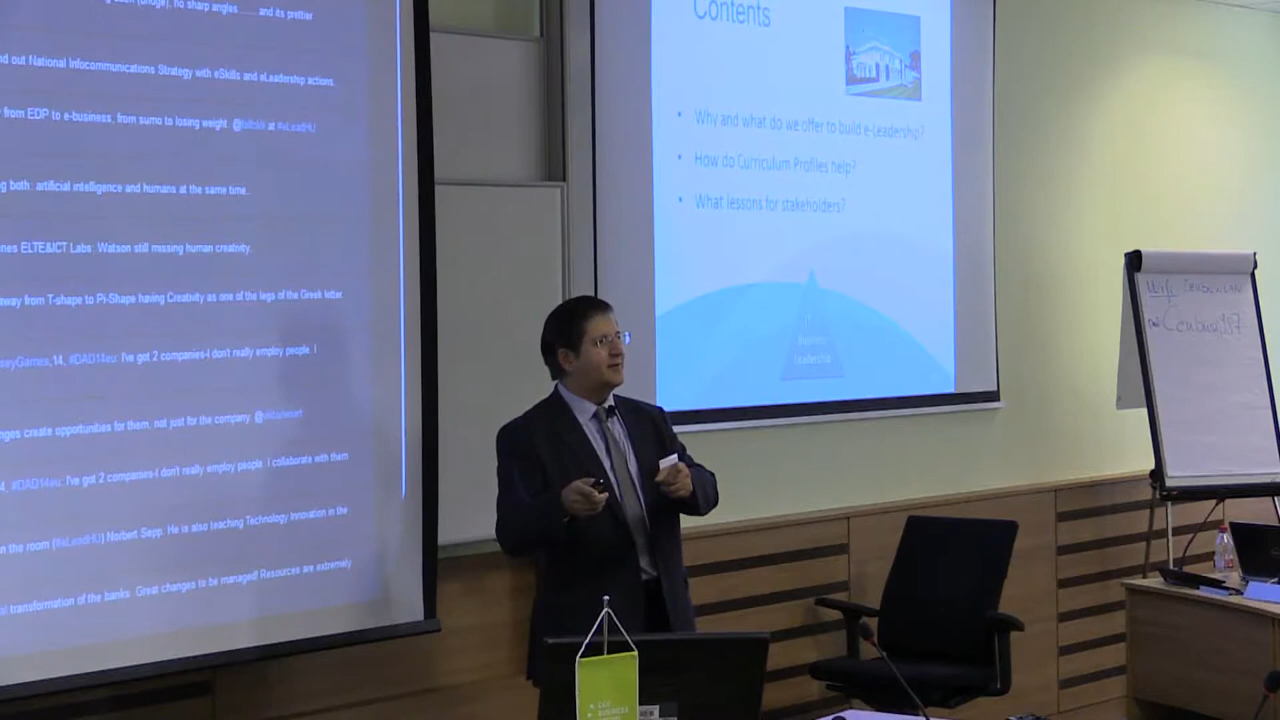 no sharp angles ..... and its prettier
out National Infocommunications Strategy with eSkills and eLeadership actions.
from EDP to e-business, from sumo to losing weight. at #eLeadHU
both: artificial intelligence and humans at the same time..
ELTE&ICT Labs: Watson still missing human creativity.
away from T-shape to Pi-Shape having Creativity as one of the legs of the Greek letter
#DAD14eu: I've got 2 companies-I don't really employ people. I
create opportunities for them, not just for the company.
#DAD14eu: I've got 2 companies-I don't really employ people. I collaborate with them
in the room (#eLeadHU) Norbert Sepp. He is also teaching Technology Innovation in the
transformation of the banks. Great changes to be managed! Resources are extremely
Contents
• Why and what do we offer to build e-Leadership?
• How do Curriculum Profiles help?
• What lessons for stakeholders?
Business
Leadership
BUSINESS